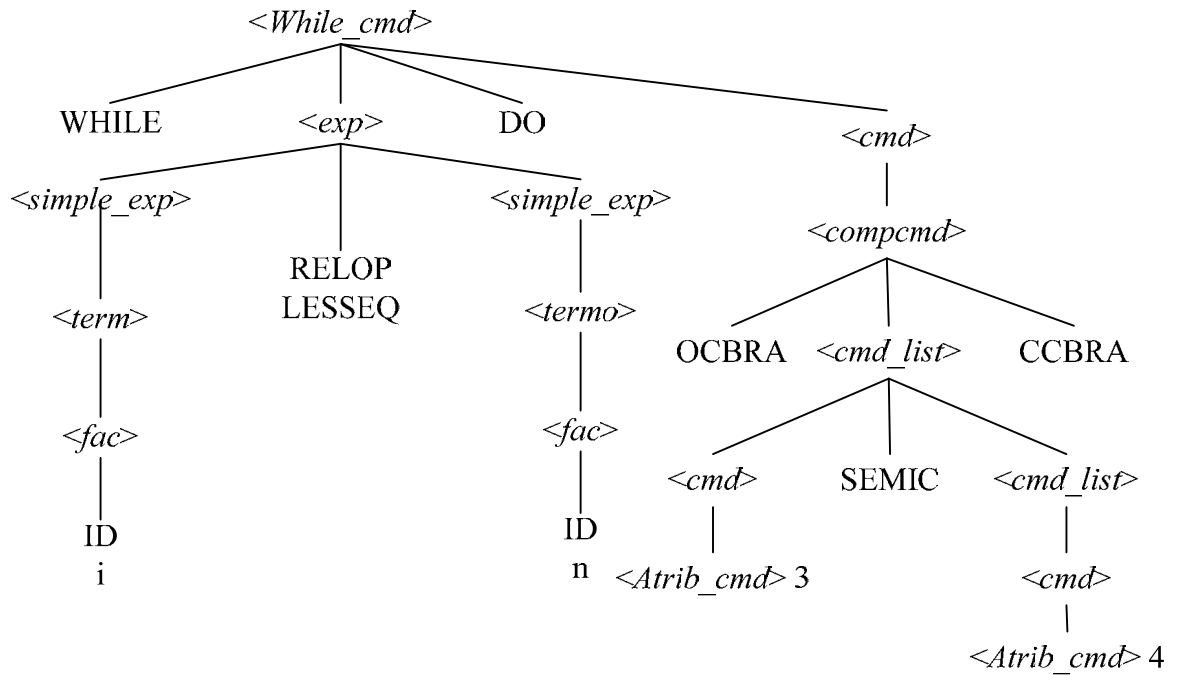 <While_cmd>
WHILE <exp> DO <cmd>
<simple_exp> <simple_exp>
<compcmd>
RELOP
LESSEQ
<term> <termo>
OCBRA <cmd_list> CCBRA
<fac> <fac>
<cmd> SEMIC <cmd_list>
ID ID
i n
<Atrib_cmd> 3 <cmd>
<Atrib_cmd> 4